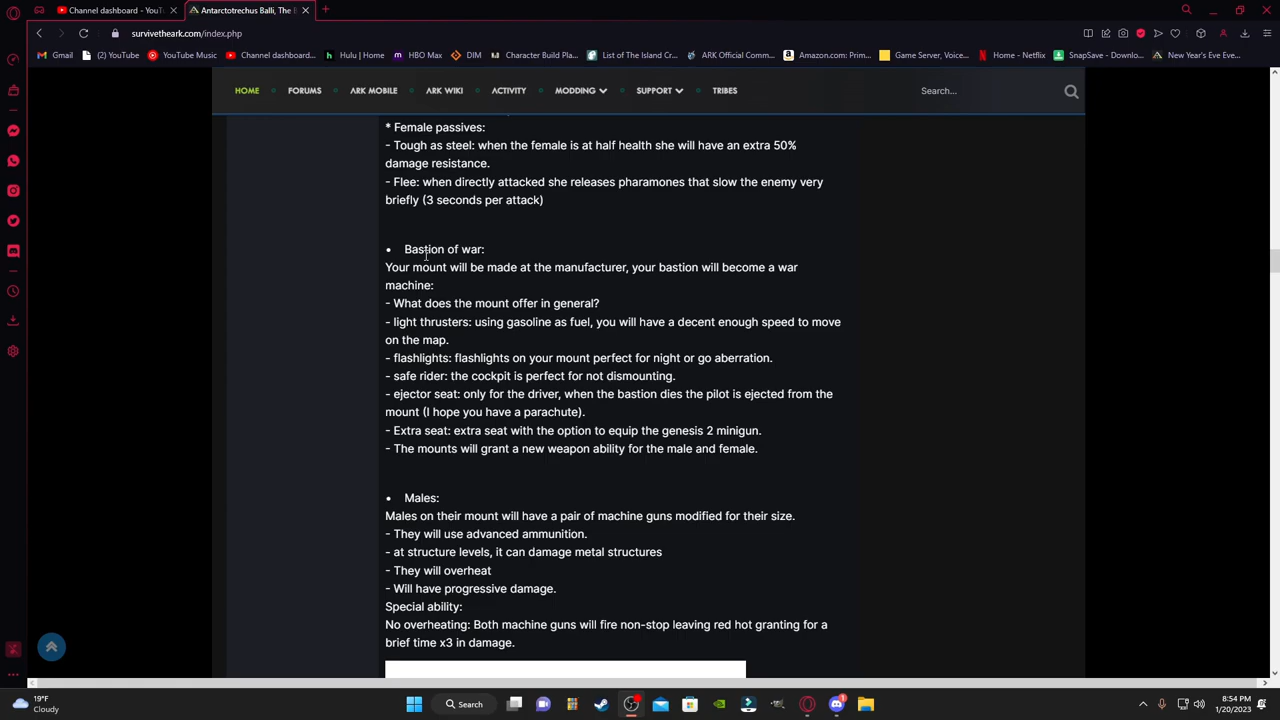 Channel dashboard - YouTu
Antarctotrechus Balli, The B
survivetheark.com/index.php
Gmail
(2) YouTube
YouTube Music
Channel dashboard...
Hulu | Home
HBO Max
DIM
Character Build Pla...
List of The Island Cr...
ARK Official Comm...
Amazon.com: Prim...
Game Server, Voice...
Home - Netflix
SnapSave - Downlo...
New Year's Eve Eve...
HOME
FORUMS
ARK MOBILE
ARK WIKI
ACTIVITY
MODDING
SUPPORT
TRIBES
Search...
* Female passives:
- Tough as steel: when the female is at half health she will have an extra 50%
damage resistance.
- Flee: when directly attacked she releases pharamones that slow the enemy very
briefly (3 seconds per attack)
• Bastion of war:
Your mount will be made at the manufacturer, your bastion will become a war
machine:
- What does the mount offer in general?
- light thrusters: using gasoline as fuel, you will have a decent enough speed to move
on the map.
- flashlights: flashlights on your mount perfect for night or go aberration.
- safe rider: the cockpit is perfect for not dismounting.
- ejector seat: only for the driver, when the bastion dies the pilot is ejected from the
mount (I hope you have a parachute).
- Extra seat: extra seat with the option to equip the genesis 2 minigun.
- The mounts will grant a new weapon ability for the male and female.
• Males:
Males on their mount will have a pair of machine guns modified for their size.
- They will use advanced ammunition.
- at structure levels, it can damage metal structures
- They will overheat
- Will have progressive damage.
Special ability:
No overheating: Both machine guns will fire non-stop leaving red hot granting for a
brief time x3 in damage.
19°F
Cloudy
Search
1
8:54 PM
1/20/2023